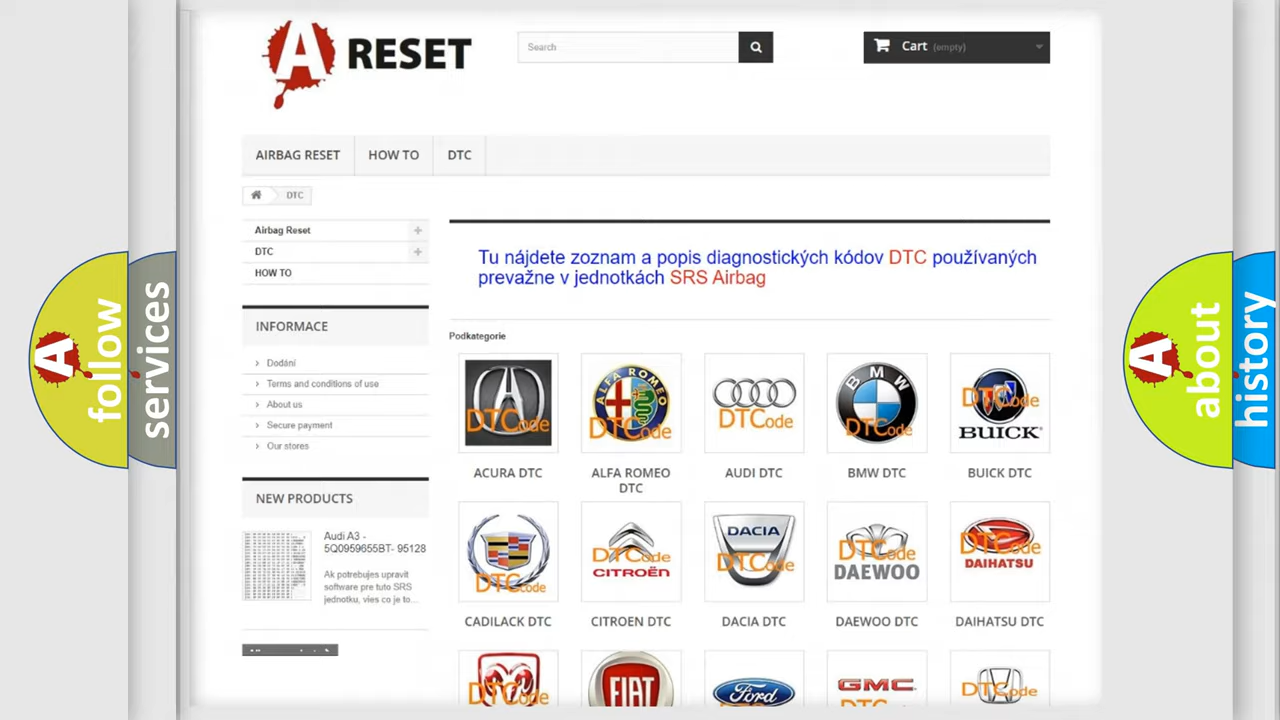 A RESET
Search
Cart (empty)
AIRBAG RESET
HOW TO
DTC
DTC
Airbag Reset
DTC
HOW TO
INFORMACE
Dodání
Terms and conditions of use
About us
Secure payment
Our stores
NEW PRODUCTS
Audi A3 -
5Q0959655BT- 95128
Ak potrebujes upravit
software pre tuto SRS
jednotku, vies co je to...
Tu nájdete zoznam a popis diagnostických kódov DTC používaných
prevažne v jednotkách SRS Airbag
Podkategorie
DTCode
ALFA ROMEO
DTCode
DTCode
BMW
DTCode
DTCode
BUICK
ACURA DTC
ALFA ROMEO
DTC
AUDI DTC
BMW DTC
BUICK DTC
DTCode
DTCode
CITROËN
DACIA
DTCode
DTCode
DAEWOO
DTCode
DAIHATSU
CADILACK DTC
CITROEN DTC
DACIA DTC
DAEWOO DTC
DAIHATSU DTC
DTCode
FIAT
Ford
GMC
DTCode
A follow
services
A about
history